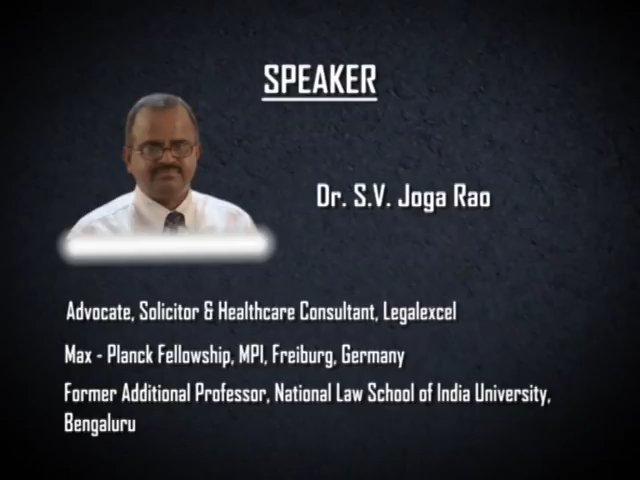 SPEAKER
Dr. S.V. Joga Rao
Advocate, Solicitor & Healthcare Consultant, Legalexcel
Max - Planck Fellowship, MPI, Freiburg, Germany
Former Additional Professor, National Law School of India University,
Bengaluru